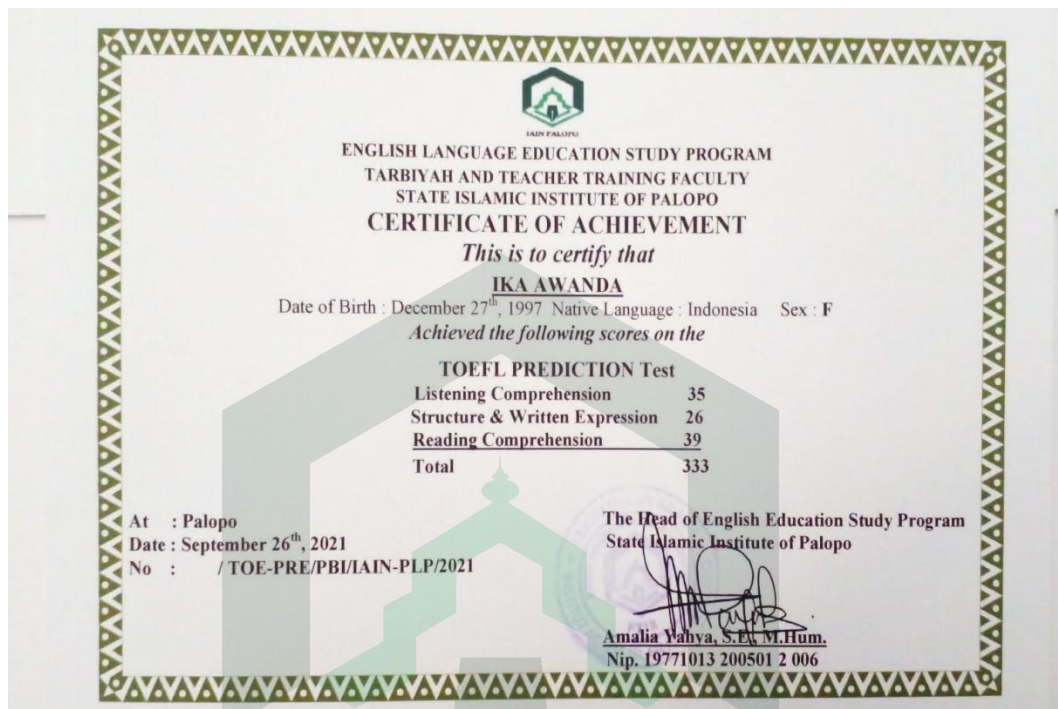 IAIN PALOPO
ENGLISH LANGUAGE EDUCATION STUDY PROGRAM
TARBIYAH AND TEACHER TRAINING FACULTY
STATE ISLAMIC INSTITUTE OF PALOPO
CERTIFICATE OF ACHIEVEMENT
This is to certify that
IKA AWANDA
Date of Birth : December 27th, 1997 Native Language : Indonesia Sex : F
Achieved the following scores on the
TOEFL PREDICTION Test
Listening Comprehension 35
Structure & Written Expression 26
Reading Comprehension 39
Total 333
At : Palopo
Date : September 26th, 2021
No : / TOE-PRE/PBI/IAIN-PLP/2021
The Head of English Education Study Program
State Islamic Institute of Palopo
Amalia Yahya, S.E., M.Hum.
Nip. 19771013 200501 2 006